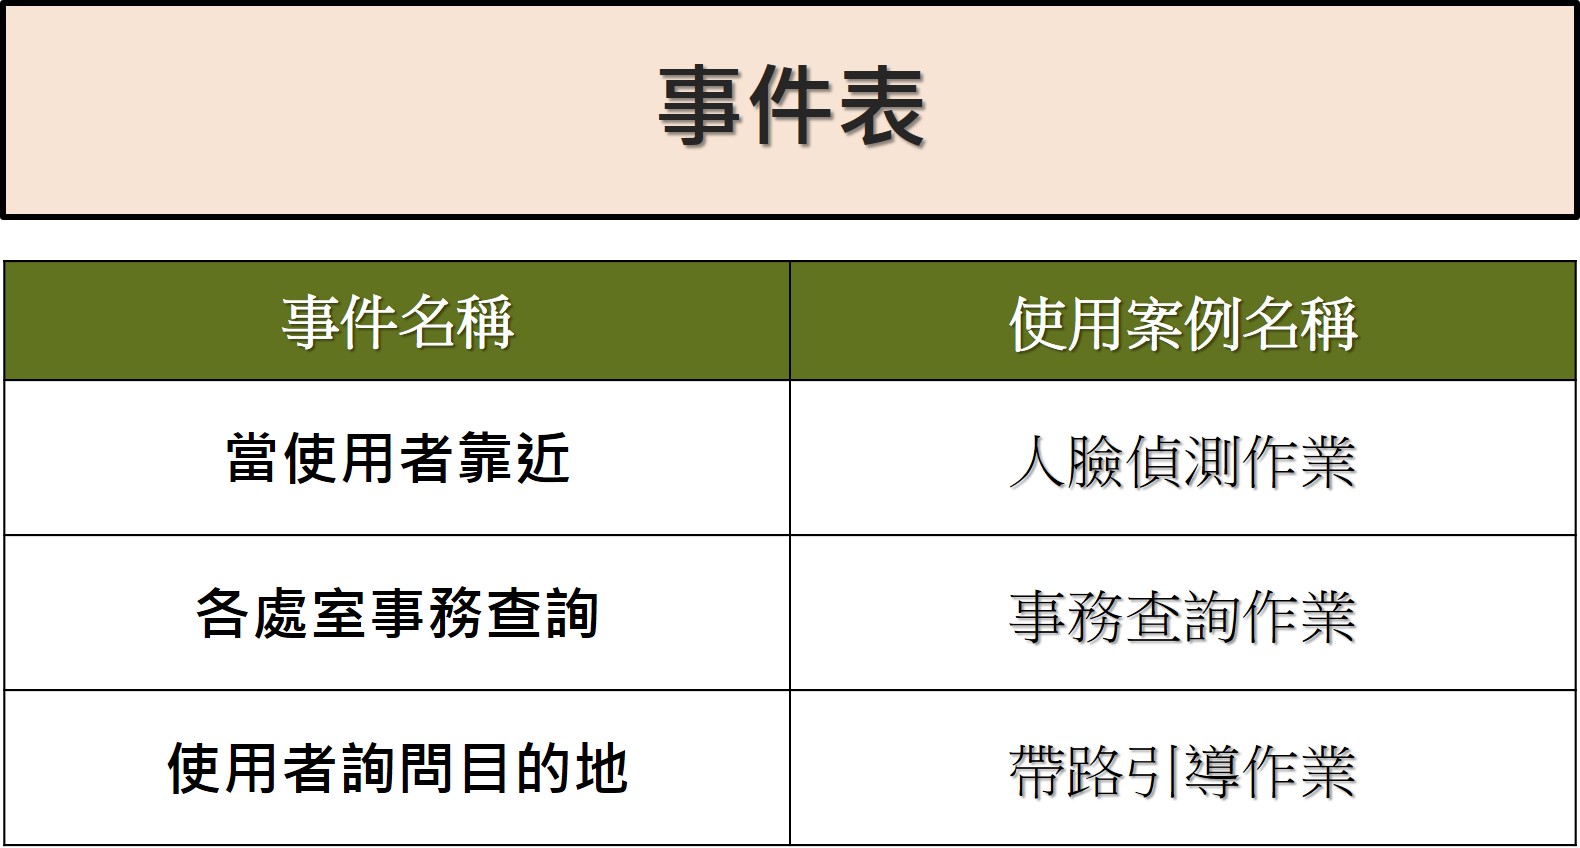 事件表
事件名稱 使用案例名稱
當使用者靠近 人臉偵測作業
各處室事務查詢 事務查詢作業
使用者詢問目的地 帶路引導作業